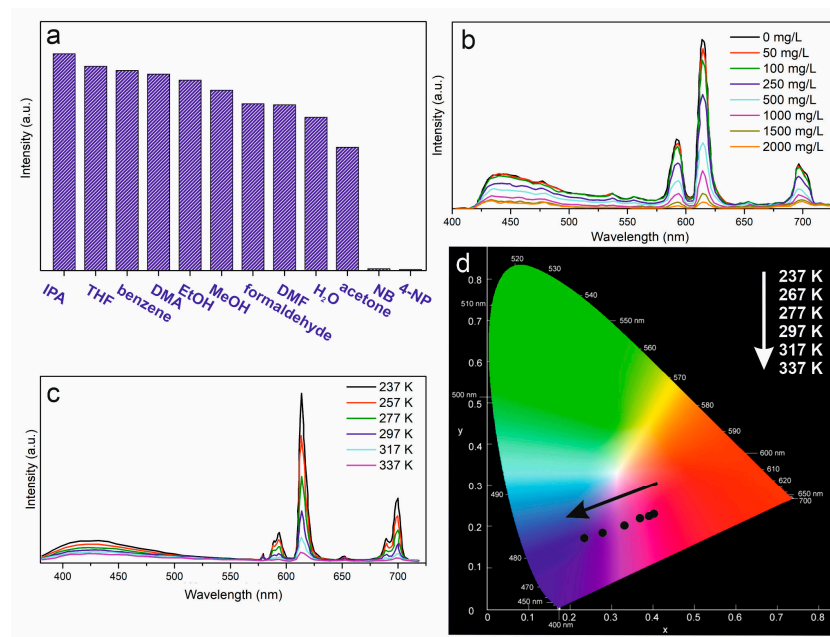 a
Intensity (a.u.)
IPA
THF
benzene
DMA
EtOH
MeOH
formaldehyde
DMF
H₂O
acetone
NB
4-NP
b
Intensity (a.u.)
0 mg/L
50 mg/L
100 mg/L
250 mg/L
500 mg/L
1000 mg/L
1500 mg/L
2000 mg/L
400 450 500 550 600 650 700
Wavelength (nm)
c
Intensity (a.u.)
237 K
257 K
277 K
297 K
317 K
337 K
400 450 500 550 600 650 700
Wavelength (nm)
d
237 K
267 K
277 K
297 K
317 K
337 K
520
530
540
550
560
570
580
590
600 nm
610
620
650 nm
700
510 nm
500 nm
490
480
470
450 nm
400 nm
0.8
0.7
0.6
0.5
y
0.4
0.3
0.2
0.1
0
0 0.1 0.2 0.3 0.4 0.5 0.6 0.7 0.8
x